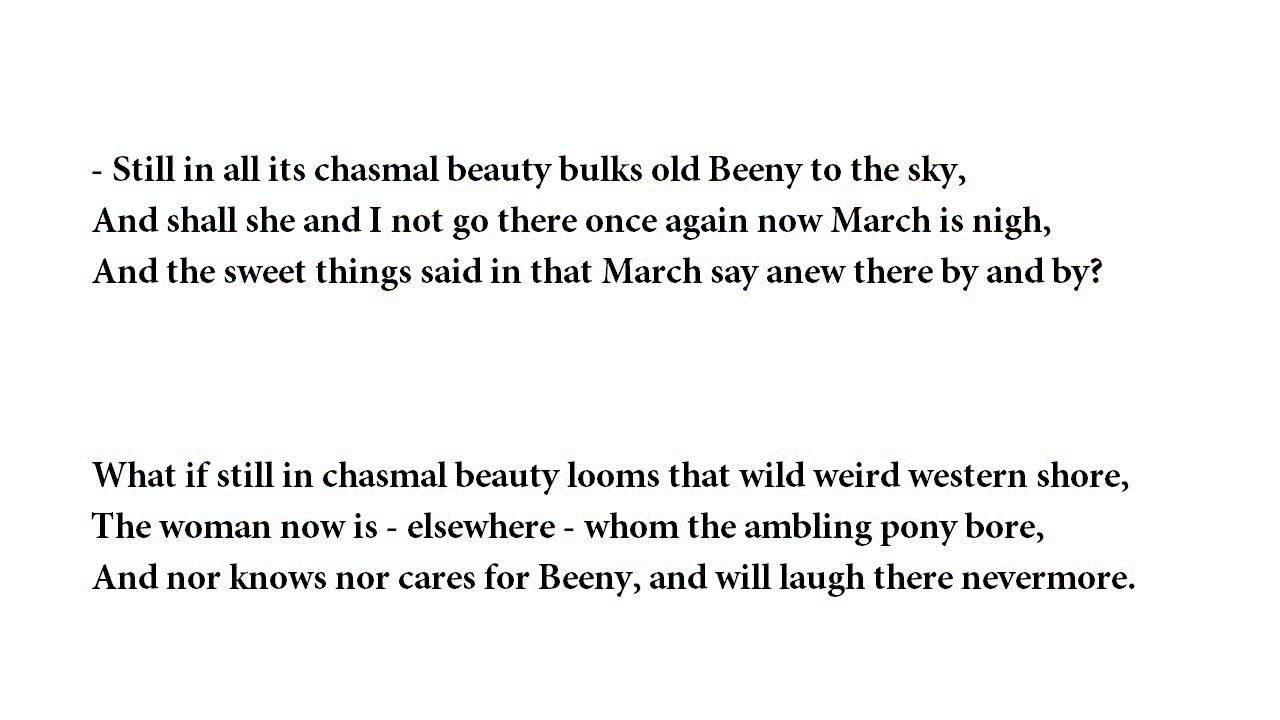 - Still in all its chasmal beauty bulks old Beeny to the sky,
And shall she and I not go there once again now March is nigh,
And the sweet things said in that March say anew there by and by?
What if still in chasmal beauty looms that wild weird western shore,
The woman now is - elsewhere - whom the ambling pony bore,
And nor knows nor cares for Beeny, and will laugh there nevermore.